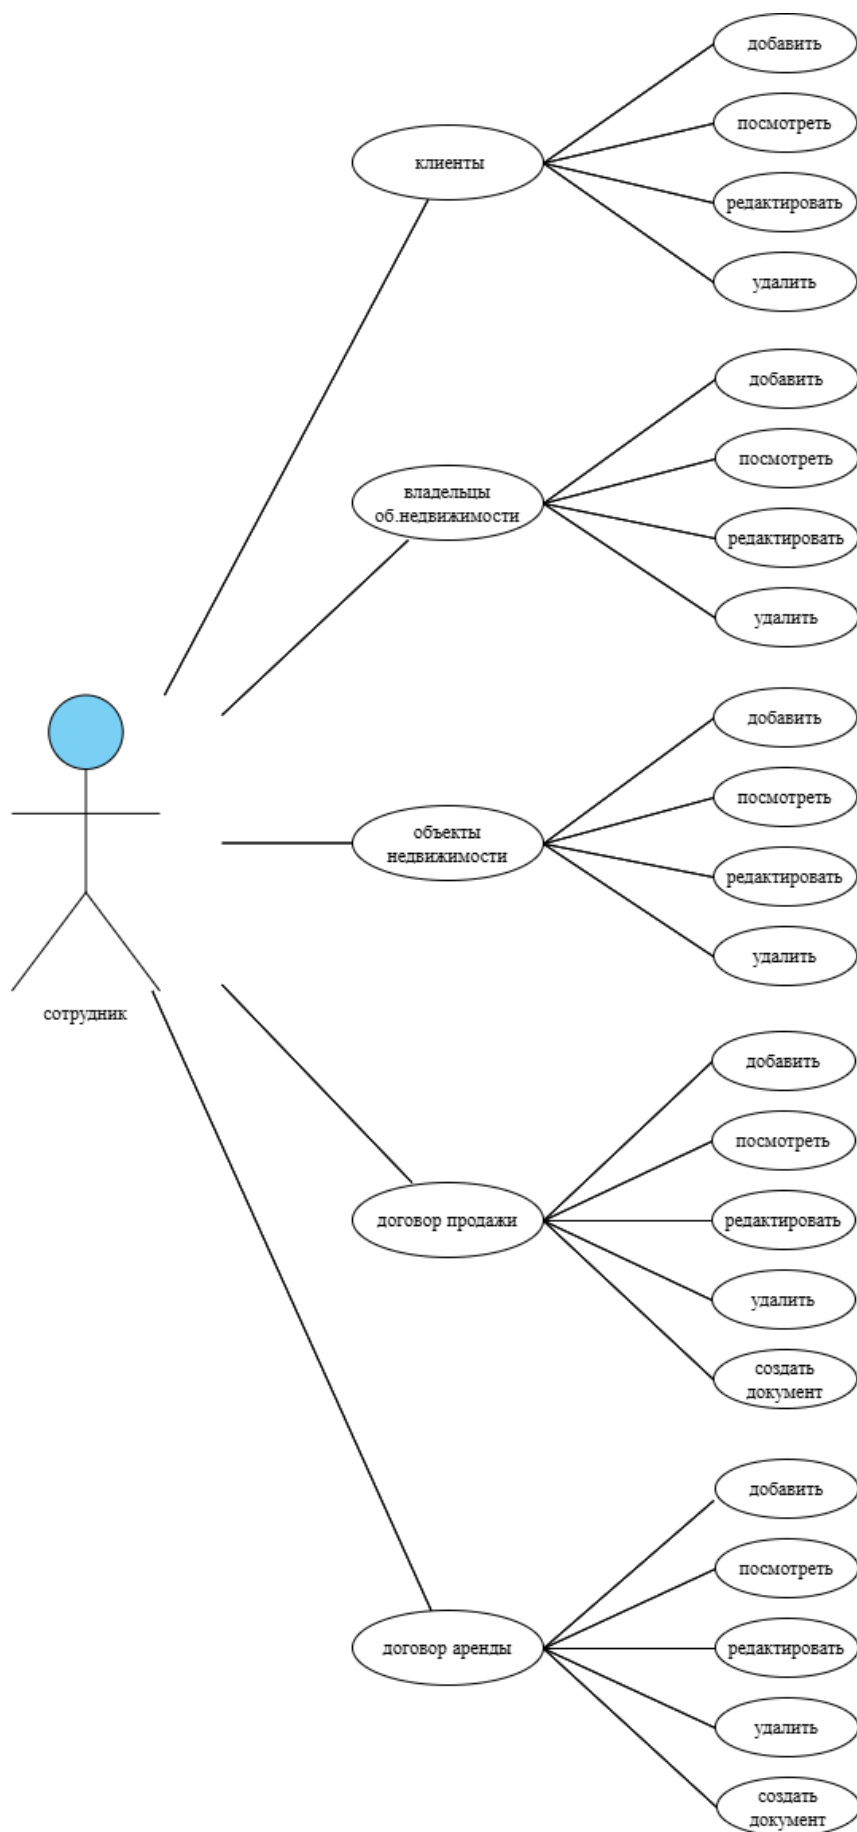 добавить
посмотреть
клиенты
редактировать
удалить
добавить
посмотреть
владельцы
об.недвижимости
редактировать
удалить
добавить
посмотреть
объекты
недвижимости
редактировать
удалить
сотрудник
добавить
посмотреть
договор продажи
редактировать
удалить
создать
документ
добавить
посмотреть
договор аренды
редактировать
удалить
создать
документ